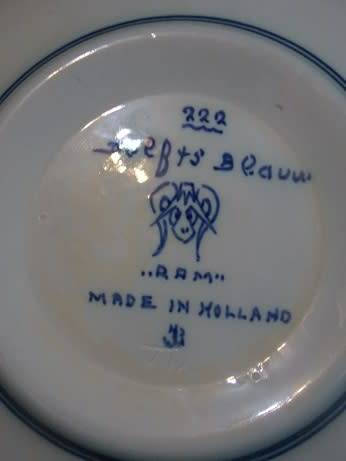 222
Delfts Blauw
„RAM"
MADE IN HOLLAND